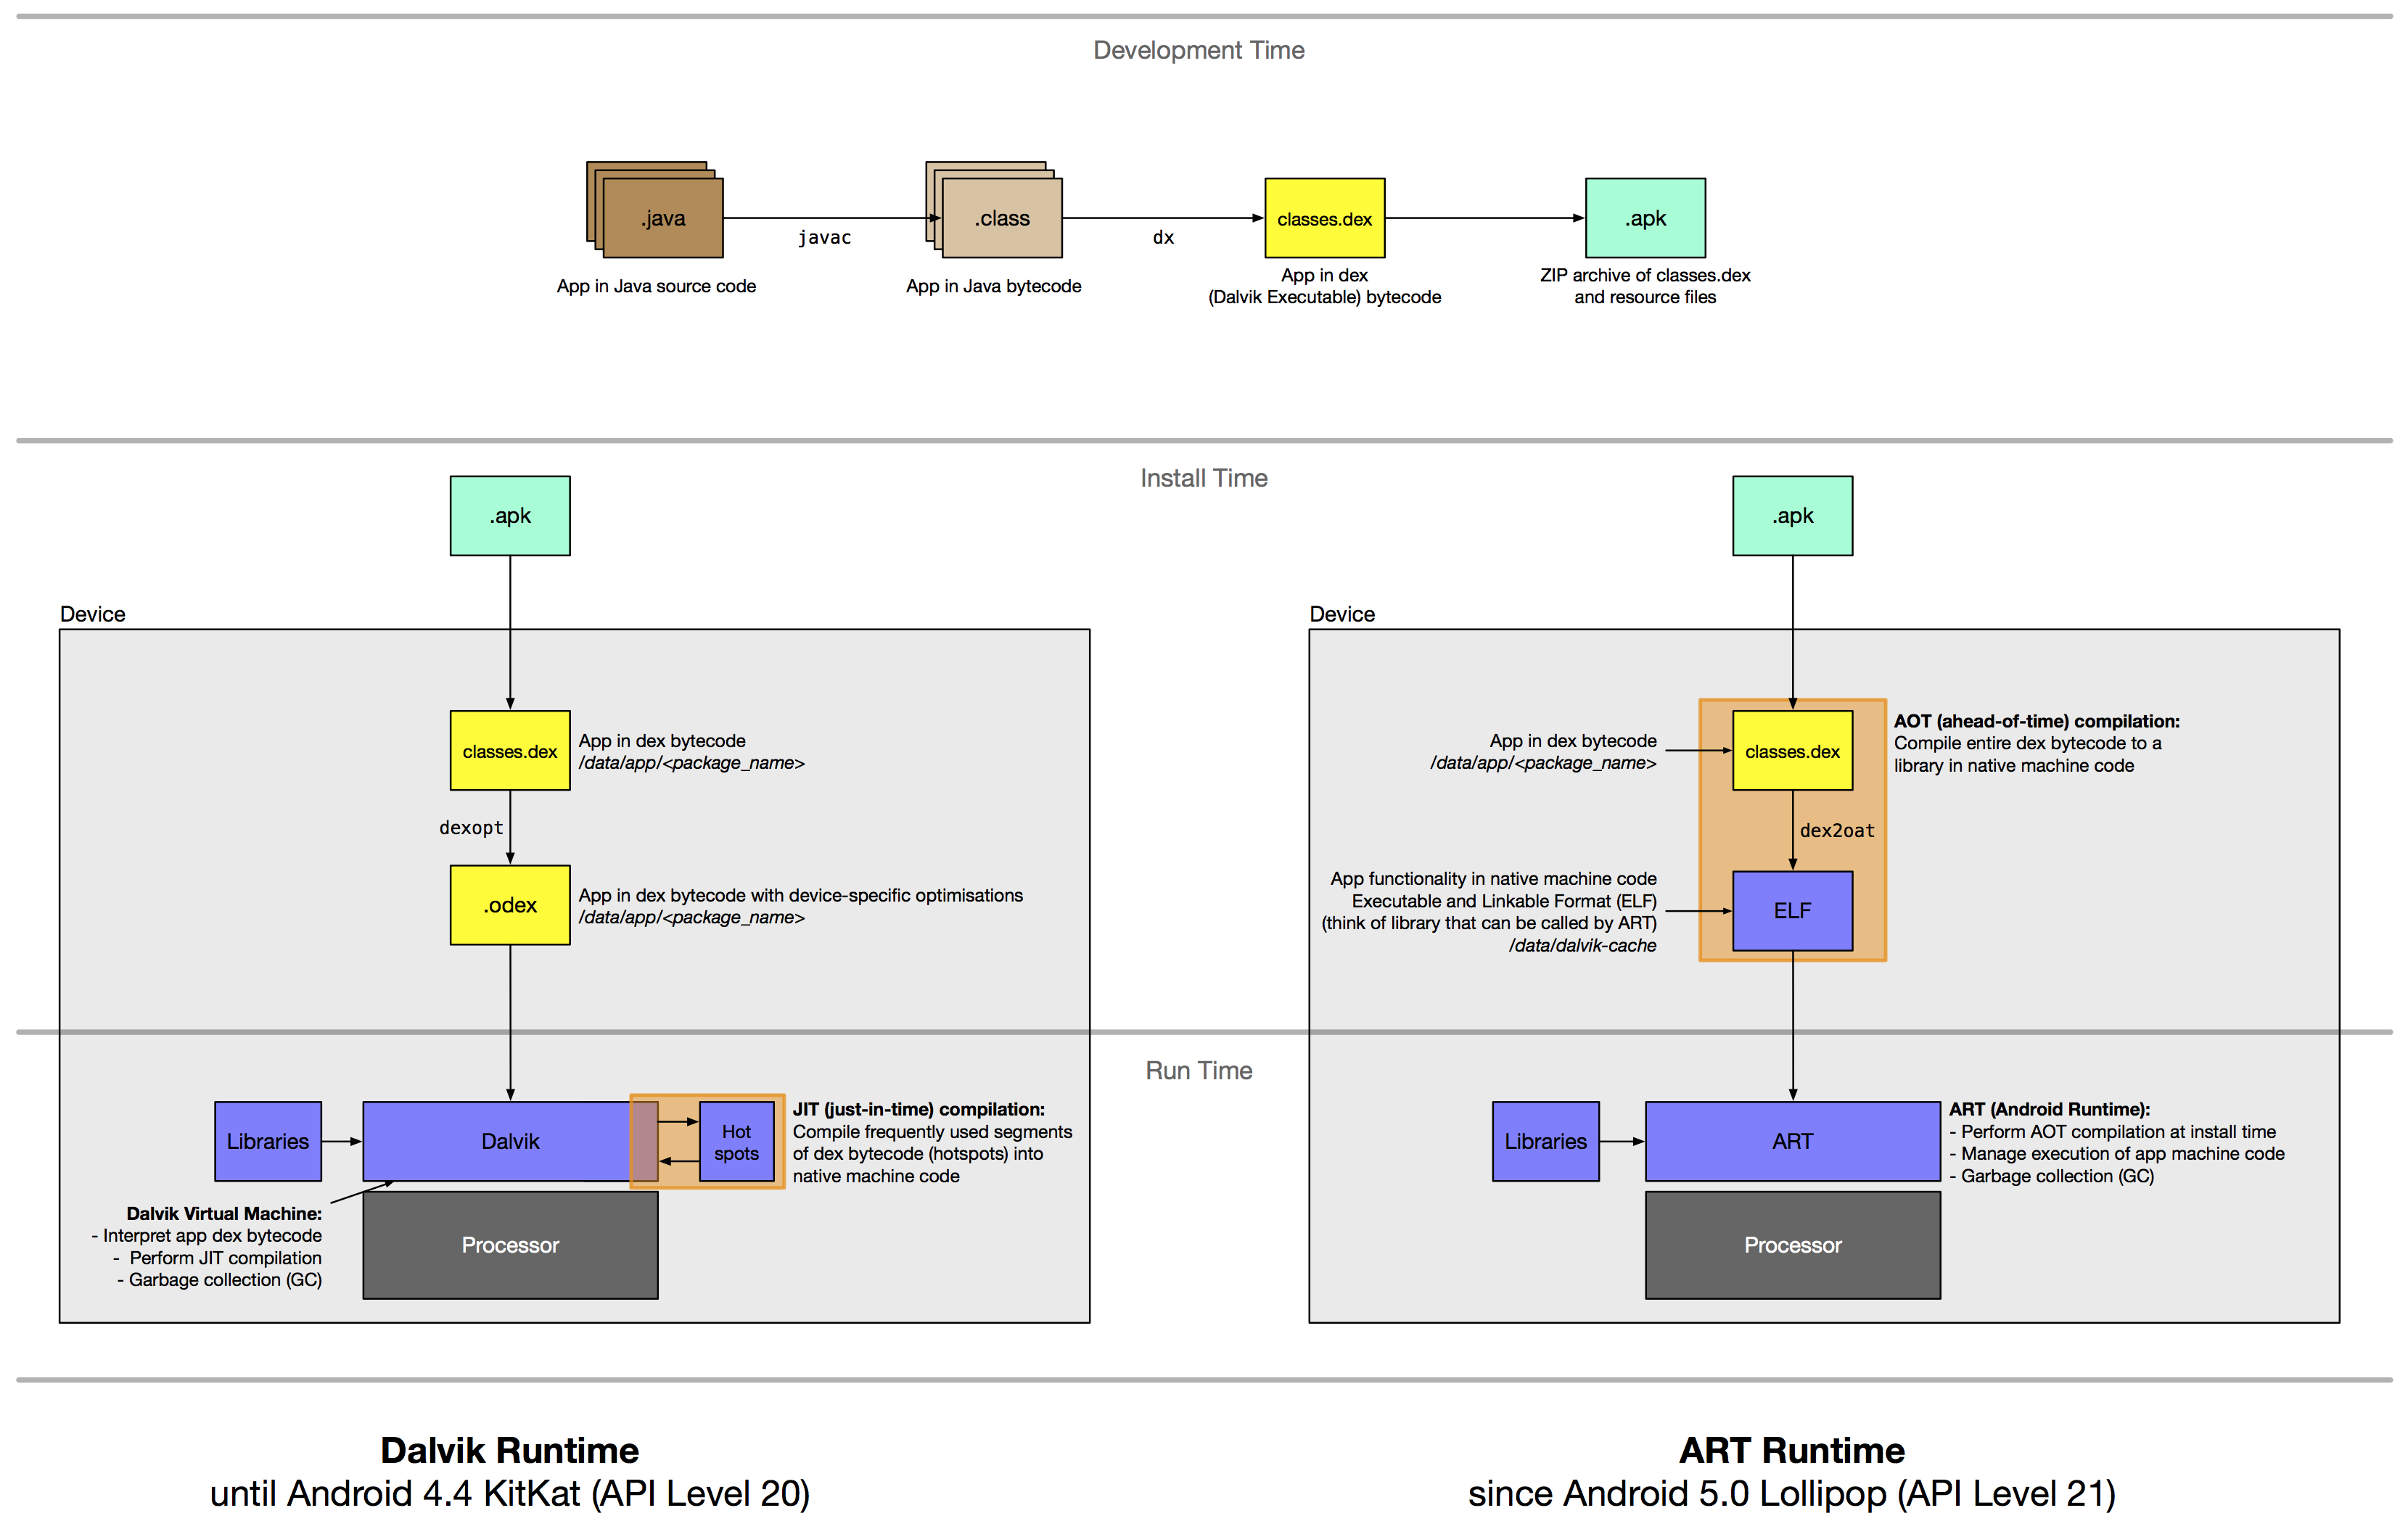 Development Time
.java
javac
.class
dx
classes.dex
.apk
App in Java source code
App in Java bytecode
App in dex
(Dalvik Executable) bytecode
ZIP archive of classes.dex
and resource files
Install Time
.apk
Device
classes.dex
App in dex bytecode
/data/app/<package_name>
dexopt
.odex
App in dex bytecode with device-specific optimisations
/data/app/<package_name>
.apk
Device
App in dex bytecode
/data/app/<package_name>
classes.dex
AOT (ahead-of-time) compilation:
Compile entire dex bytecode to a
library in native machine code
dex2oat
App functionality in native machine code
Executable and Linkable Format (ELF)
(think of library that can be called by ART)
/data/dalvik-cache
ELF
Run Time
Libraries
Dalvik
Hot
spots
JIT (just-in-time) compilation:
Compile frequently used segments
of dex bytecode (hotspots) into
native machine code
Dalvik Virtual Machine:
- Interpret app dex bytecode
- Perform JIT compilation
- Garbage collection (GC)
Processor
Libraries
ART
ART (Android Runtime):
- Perform AOT compilation at install time
- Manage execution of app machine code
- Garbage collection (GC)
Processor
Dalvik Runtime
until Android 4.4 KitKat (API Level 20)
ART Runtime
since Android 5.0 Lollipop (API Level 21)